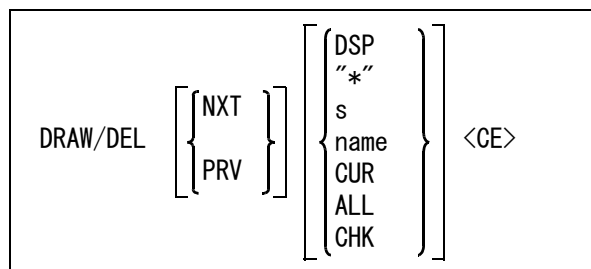 DSP
"*"
NXT s
DRAW/DEL name <CE>
PRV CUR
ALL
CHK